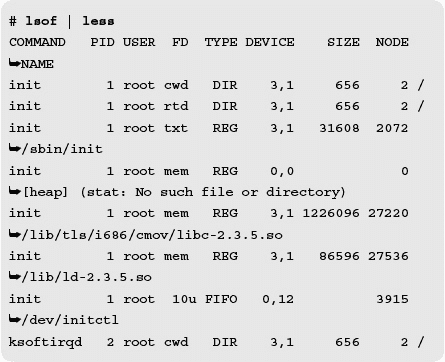 # lsof | less
COMMAND PID USER FD TYPE DEVICE SIZE NODE
➥NAME
init 1 root cwd DIR 3,1 656 2 /
init 1 root rtd DIR 3,1 656 2 /
init 1 root txt REG 3,1 31608 2072
➥/sbin/init
init 1 root mem REG 0,0 0
➥[heap] (stat: No such file or directory)
init 1 root mem REG 3,1 1226096 27220
➥/lib/tls/i686/cmov/libc-2.3.5.so
init 1 root mem REG 3,1 86596 27536
➥/lib/ld-2.3.5.so
init 1 root 10u FIFO 0,12 3915
➥/dev/initctl
ksoftirqd 2 root cwd DIR 3,1 656 2 /